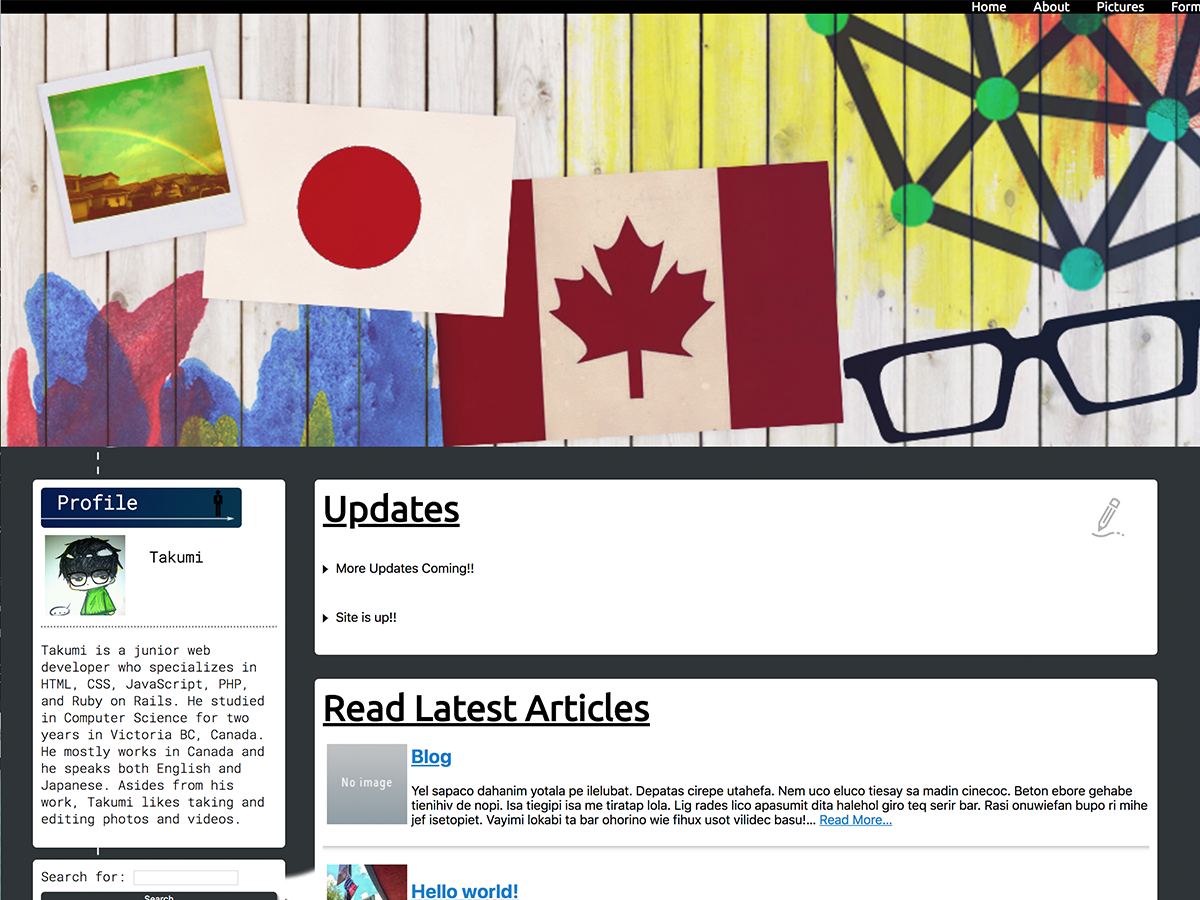 Home About Pictures Form
Profile
Takumi
Takumi is a junior web
developer who specializes in
HTML, CSS, JavaScript, PHP,
and Ruby on Rails. He studied
in Computer Science for two
years in Victoria BC, Canada.
He mostly works in Canada and
he speaks both English and
Japanese. Asides from his
work, Takumi likes taking and
editing photos and videos.
Search for:
Search
Updates
More Updates Coming!!
Site is up!!
Read Latest Articles
No image
Blog
Yel sapaco dahanim yotala pe ilelubat. Depatas cirepe utahefa. Nem uco eluco tiesay sa madin cinecoc. Beton ebore gehabe
tienihiv de nopi. Isa tiegipi isa me tiratap lola. Lig rades lico apasumit dita halehol giro teq serir bar. Rasi onuwiefan bupo ri mihe
jef isetopiet. Vayimi lokabi ta bar ohorino wie fihux usot vilidec basu!... Read More...
Hello world!